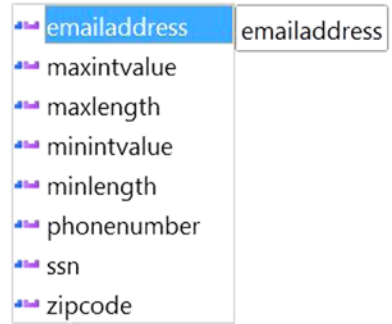 emailaddress emailaddress
maxintvalue
maxlength
minintvalue
minlength
phonenumber
ssn
zipcode